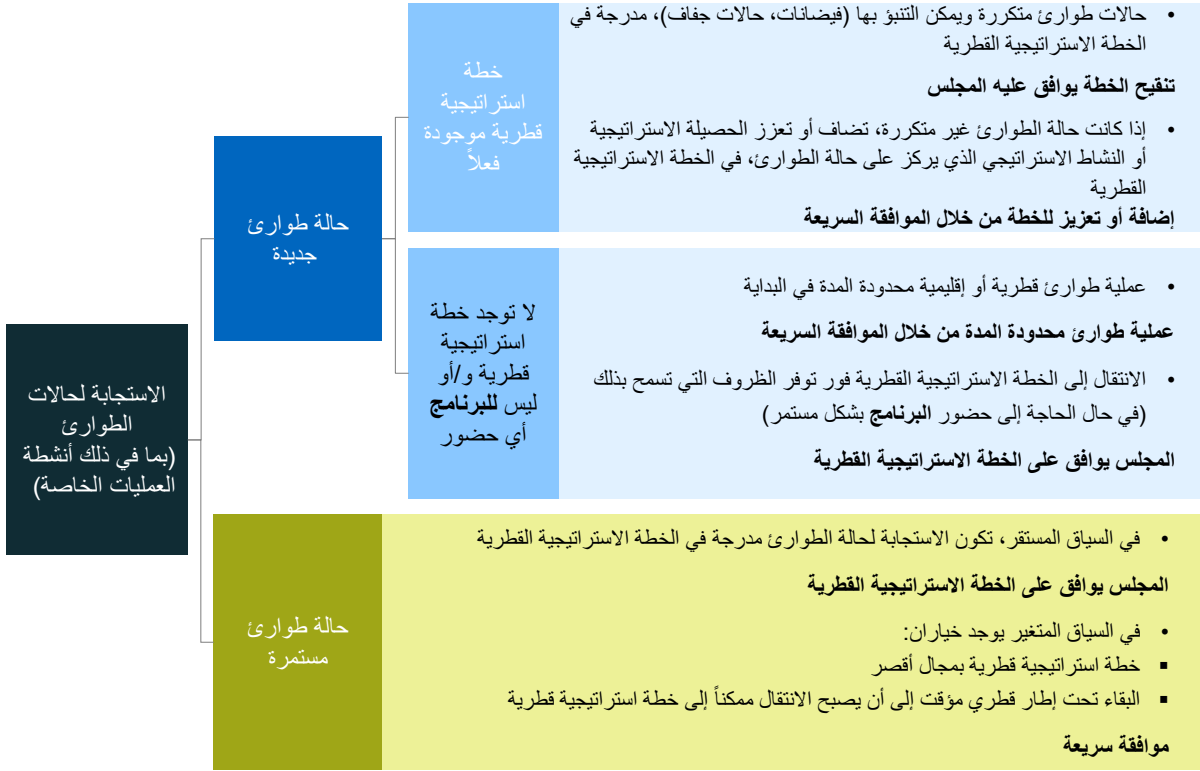 الاستجابة لحالات
الطوارئ
(بما في ذلك أنشطة
العمليات الخاصة)
حالة طوارئ
جديدة
خطة
استراتيجية
قطرية موجودة
فعلاً
• حالات طوارئ متكررة ويمكن التنبؤ بها (فيضانات، حالات جفاف)، مدرجة في
الخطة الاستراتيجية القطرية
تنقيح الخطة يوافق عليه المجلس
• إذا كانت حالة الطوارئ غير متكررة، تضاف أو تعزز الحصيلة الاستراتيجية
أو النشاط الاستراتيجي الذي يركز على حالة الطوارئ، في الخطة الاستراتيجية
القطرية
إضافة أو تعزيز للخطة من خلال الموافقة السريعة
لا توجد خطة
استراتيجية
قطرية و/أو
ليس للبرنامج
أي حضور
• عملية طوارئ قطرية أو إقليمية محدودة المدة في البداية
عملية طوارئ محدودة المدة من خلال الموافقة السريعة
• الانتقال إلى الخطة الاستراتيجية القطرية فور توفر الظروف التي تسمح بذلك
(في حال الحاجة إلى حضور البرنامج بشكل مستمر)
المجلس يوافق على الخطة الاستراتيجية القطرية
حالة طوارئ
مستمرة
• في السياق المستقر، تكون الاستجابة لحالة الطوارئ مدرجة في الخطة الاستراتيجية القطرية
المجلس يوافق على الخطة الاستراتيجية القطرية
• في السياق المتغير يوجد خياران:
▪ خطة استراتيجية قطرية بمجال أقصر
▪ البقاء تحت إطار قطري مؤقت إلى أن يصبح الانتقال ممكناً إلى خطة استراتيجية قطرية
موافقة سريعة